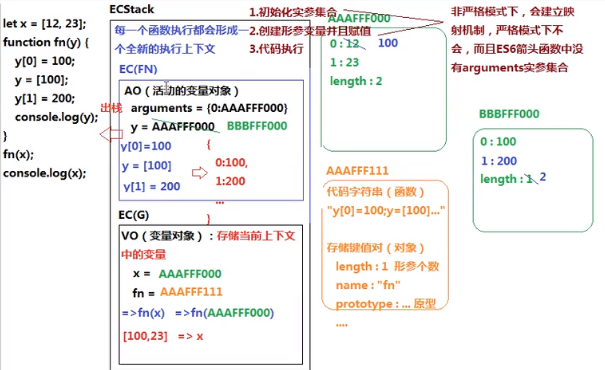 let x = [12, 23];
function fn(y) {
y[0] = 100;
y = [100];
y[1] = 200;
console.log(y);
}
fn(x);
console.log(x);
ECStack
每一个函数执行都会形成一
个全新的执行上下文
EC(FN)
AO（活动的变量对象）
arguments = {0:AAAFFF000}
y = AAAFFF000 BBBFFF000
y[0]=100
y = [100]
y[1] = 200
{
0:100,
1:200
...
}
出栈
EC(G)
VO（变量对象）：存储当前上下文
中的变量
x = AAAFFF000
fn = AAAFFF111
=>fn(x) =>fn(AAAFFF000)
[100,23] => x
1.初始化实参集合
2.创建形参变量并且赋值
3.代码执行
AAAFFF000
0 : 12 100
1 : 23
length : 2
非严格模式下，会建立映
射机制，严格模式下不
会，而且ES6箭头函数中没
有arguments实参集合
BBBFFF000
0 : 100
1 : 200
length : 1 2
AAAFFF111
代码字符串（函数）
"y[0]=100;y=[100]..."
存储键值对（对象）
length : 1 形参个数
name : "fn"
prototype : ... 原型
....